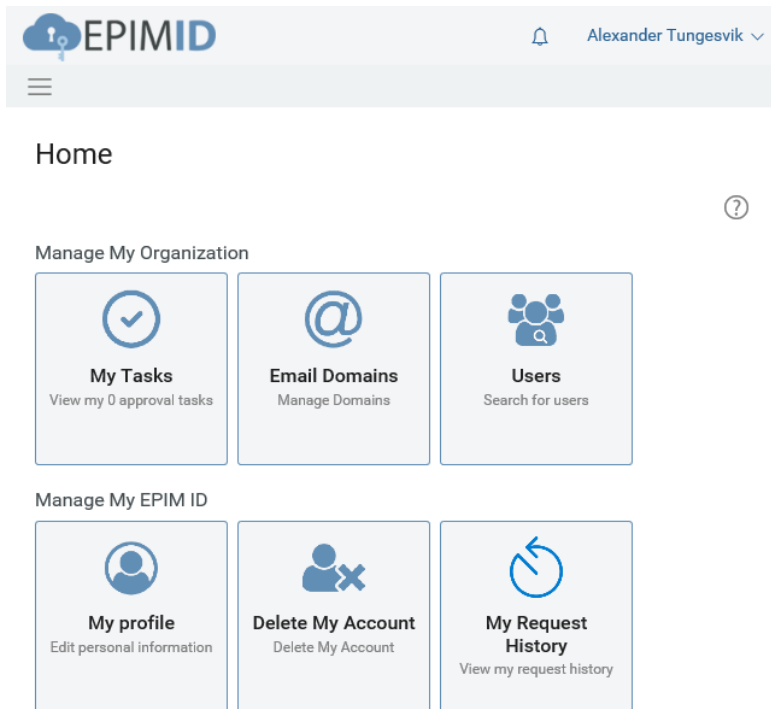 EPIMID
Alexander Tungesvik
Home
Manage My Organization
My Tasks
View my 0 approval tasks
Email Domains
Manage Domains
Users
Search for users
Manage My EPIM ID
My profile
Edit personal information
Delete My Account
Delete My Account
My Request
History
View my request history